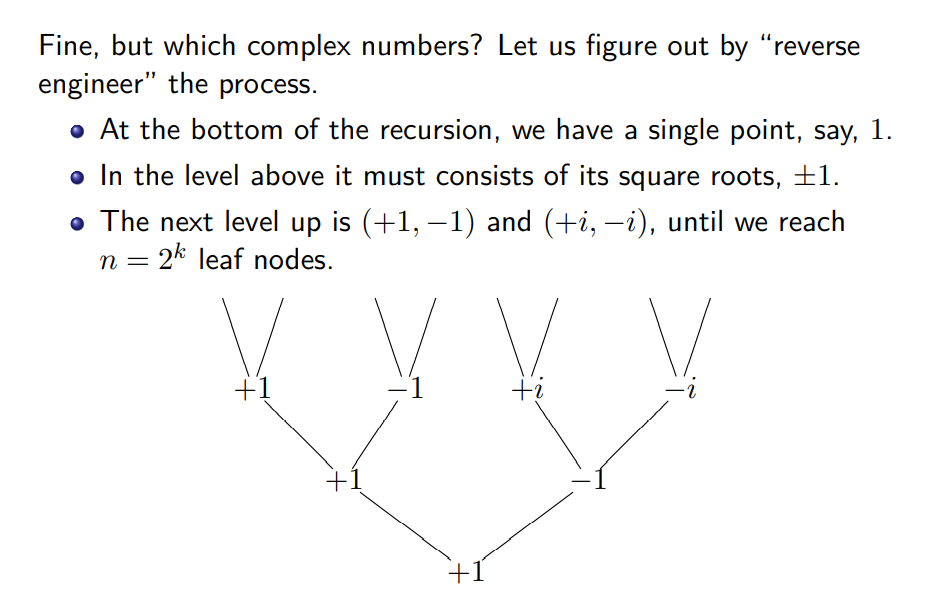 Fine, but which complex numbers? Let us figure out by “reverse
engineer” the process.
At the bottom of the recursion, we have a single point, say, 1.
In the level above it must consists of its square roots, ±1.
The next level up is (+1, −1) and (+i, −i), until we reach
n = 2^k leaf nodes.
+1 −1 +i −i
+1 −1
+1